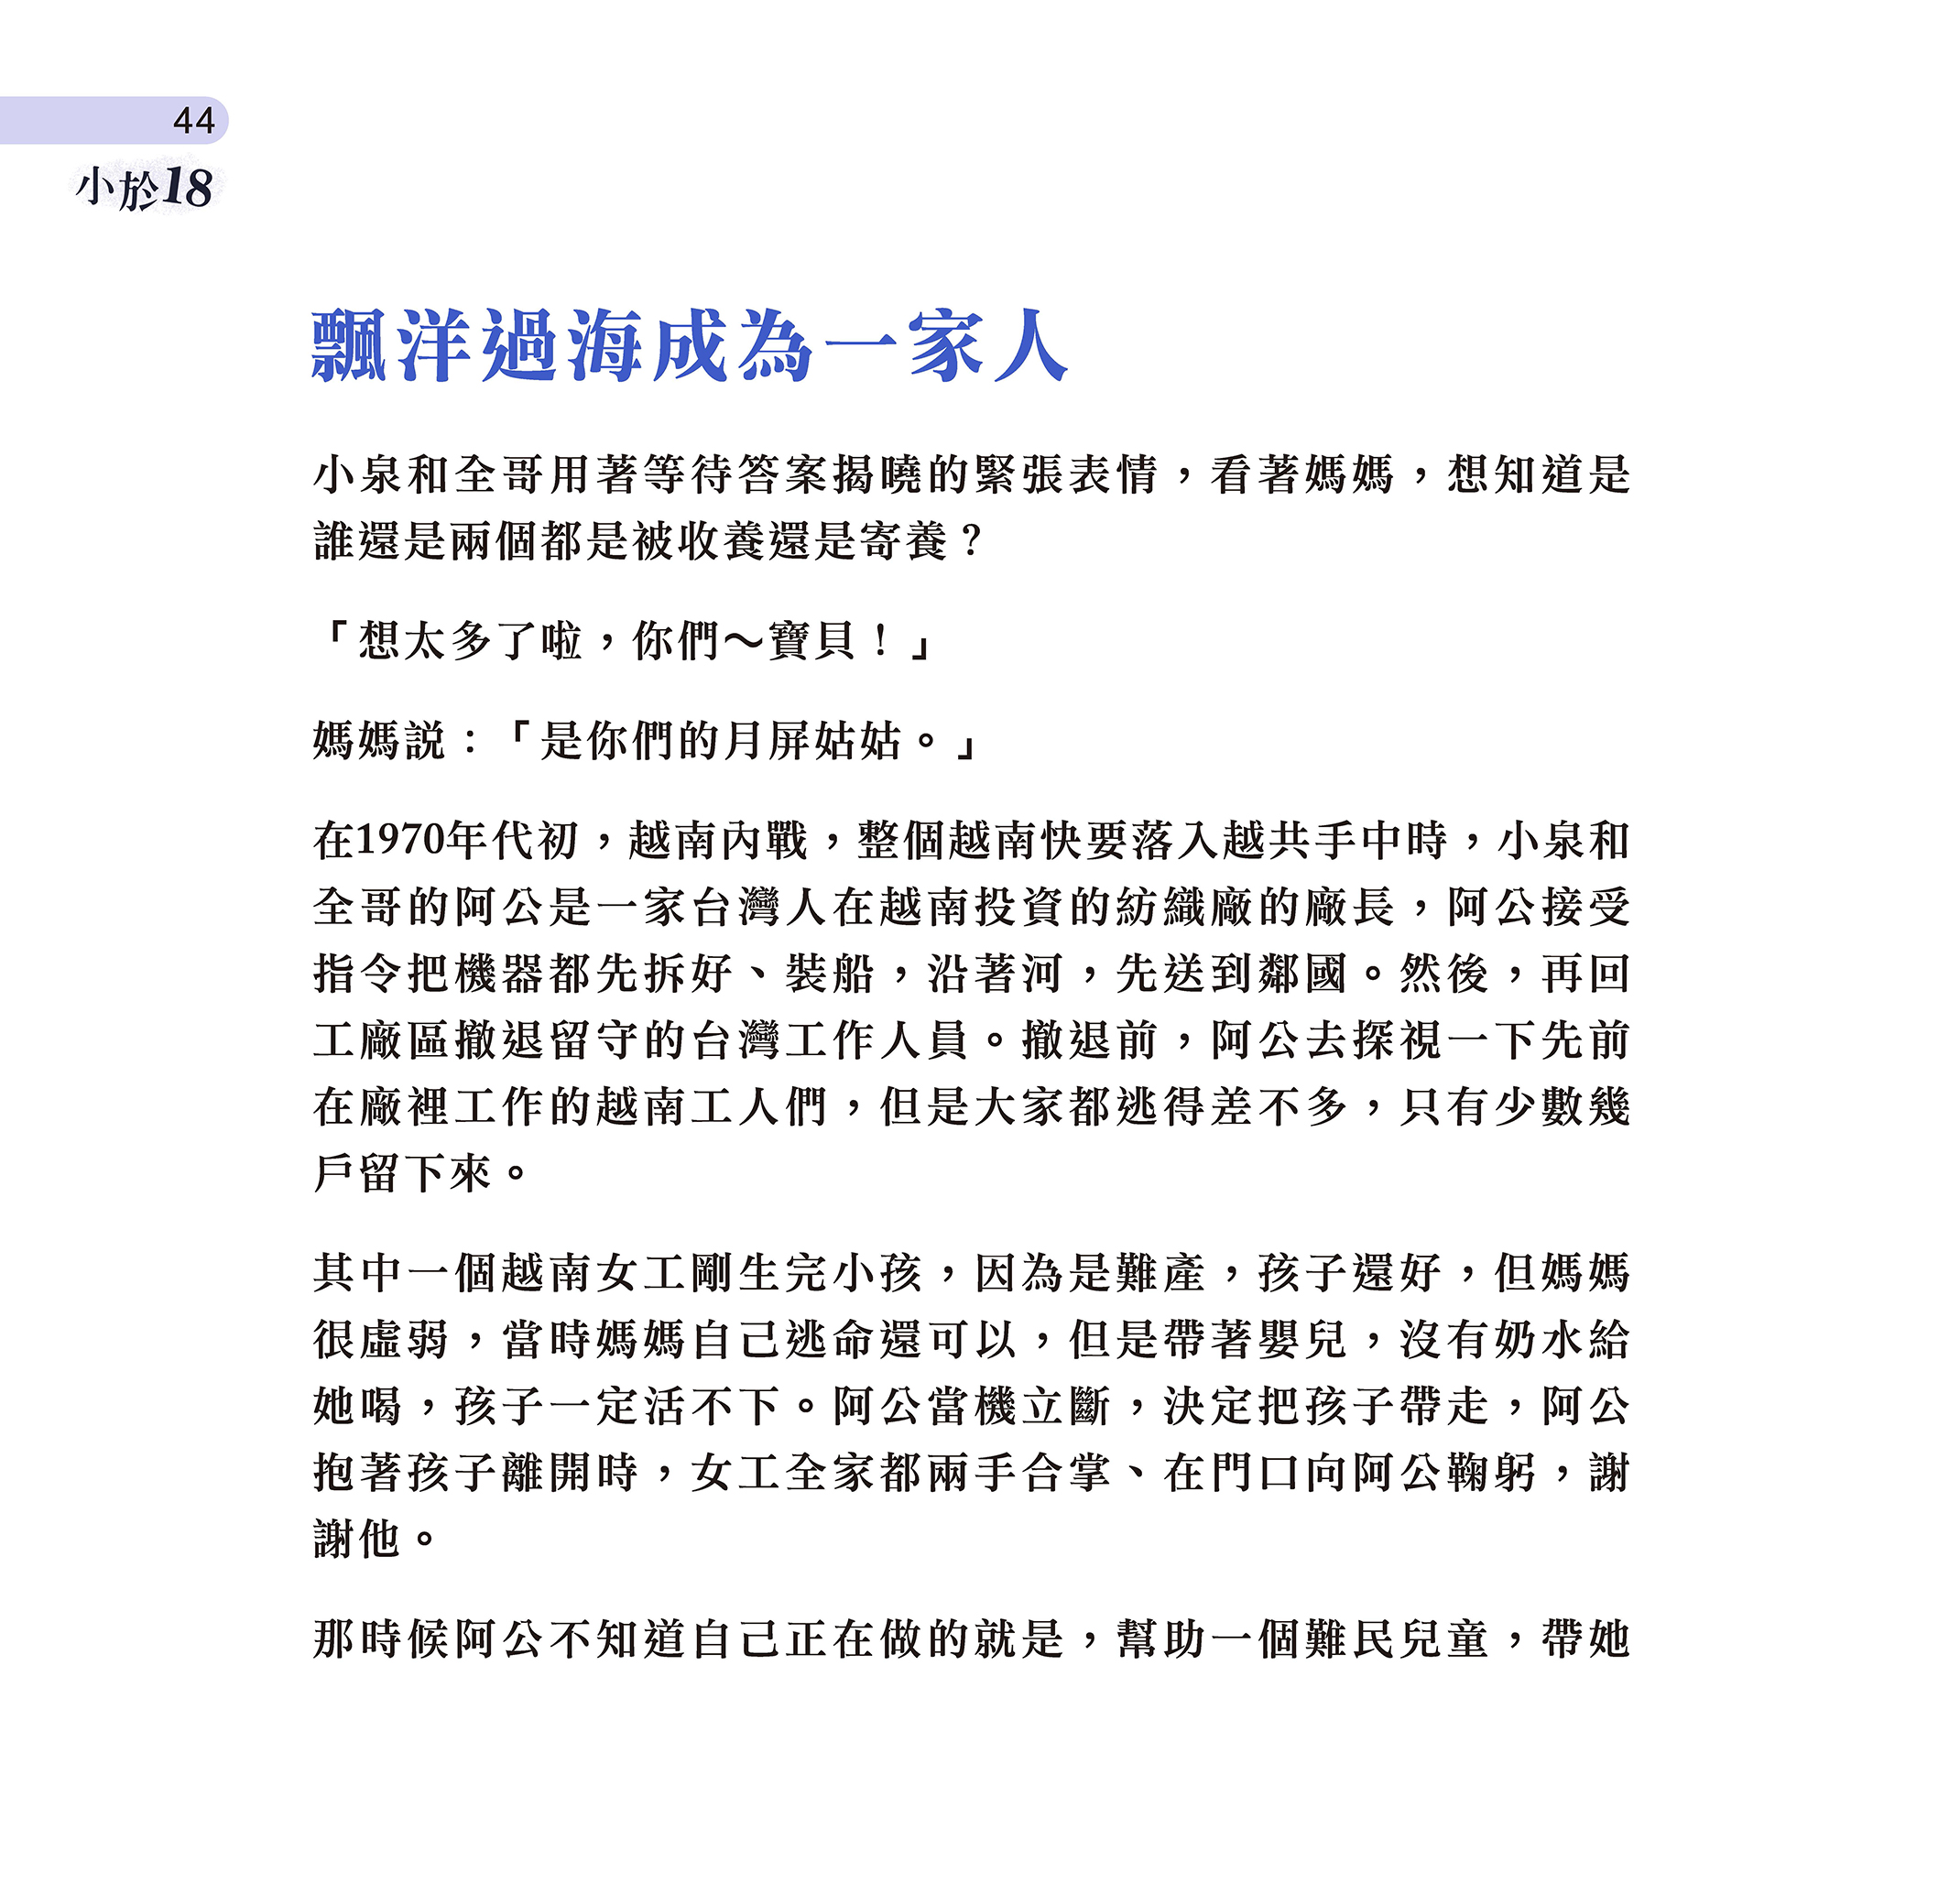 44
小於18
飄洋過海成為一家人
小泉和全哥用著等待答案揭曉的緊張表情，看著媽媽，想知道是
誰還是兩個都是被收養還是寄養？
「想太多了啦，你們～寶貝！」
媽媽説：「是你們的月屏姑姑。」
在1970年代初，越南內戰，整個越南快要落入越共手中時，小泉和
全哥的阿公是一家台灣人在越南投資的紡織廠的廠長，阿公接受
指令把機器都先拆好、裝船，沿著河，先送到鄰國。然後，再回
工廠區撤退留守的台灣工作人員。撤退前，阿公去探視一下先前
在廠裡工作的越南工人們，但是大家都逃得差不多，只有少數幾
戶留下來。
其中一個越南女工剛生完小孩，因為是難產，孩子還好，但媽媽
很虛弱，當時媽媽自己逃命還可以，但是帶著嬰兒，沒有奶水給
她喝，孩子一定活不下。阿公當機立斷，決定把孩子帶走，阿公
抱著孩子離開時，女工全家都兩手合掌、在門口向阿公鞠躬，謝
謝他。
那時候阿公不知道自己正在做的就是，幫助一個難民兒童，帶她